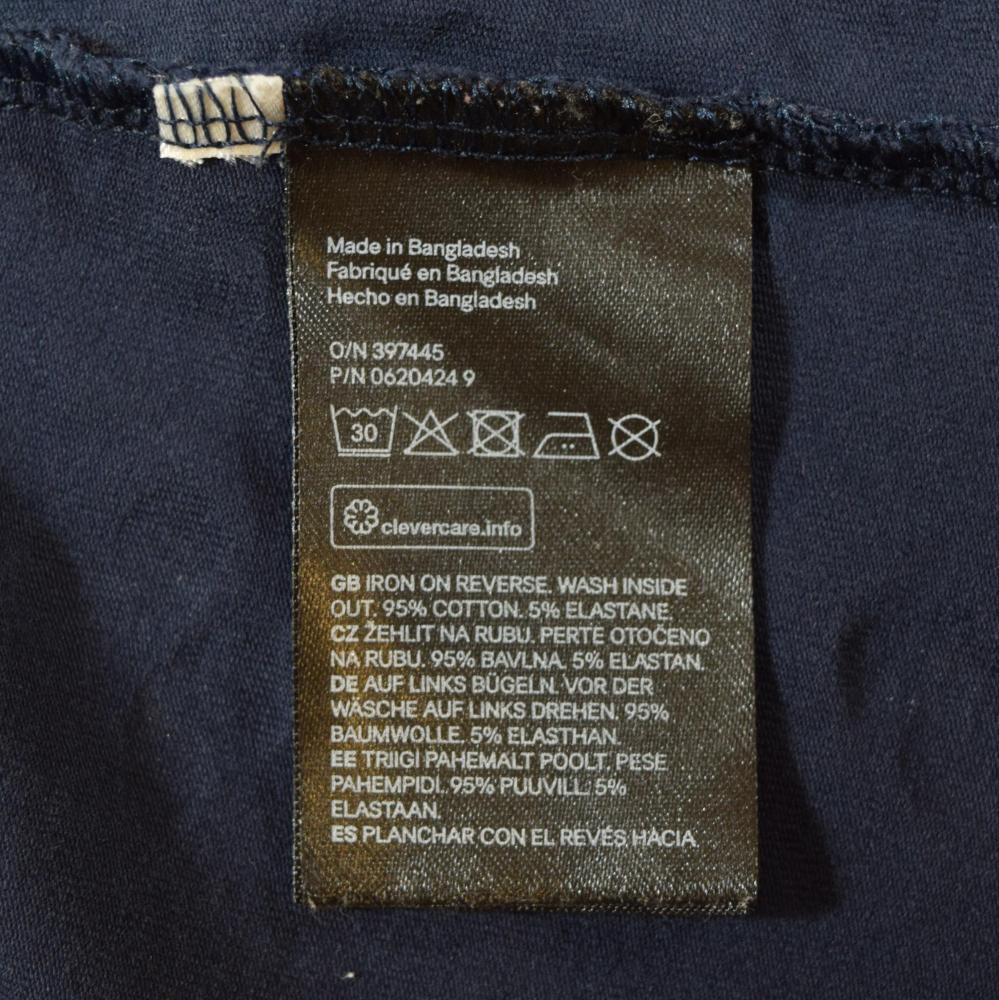 Made in Bangladesh
Fabriqué en Bangladesh
Hecho en Bangladesh
O/N 397445
P/N 0620424 9
30
clevercare.info
GB IRON ON REVERSE. WASH INSIDE
OUT. 95% COTTON. 5% ELASTANE
CZ ŽEHLIT NA RUBU. PERTE OTOČENO
NA RUBU. 95% BAVLNA. 5% ELASTAN.
DE AUF LINKS BÜGELN. VOR DER
WÄSCHE AUF LINKS DREHEN. 95%
BAUMWOLLE. 5% ELASTHAN.
EE TRIIGI PAHEMALT POOLT. PESE
PAHEMPIDI. 95% PUUVILL. 5%
ELASTAAN.
ES PLANCHAR CON EL REVÉS HACIA